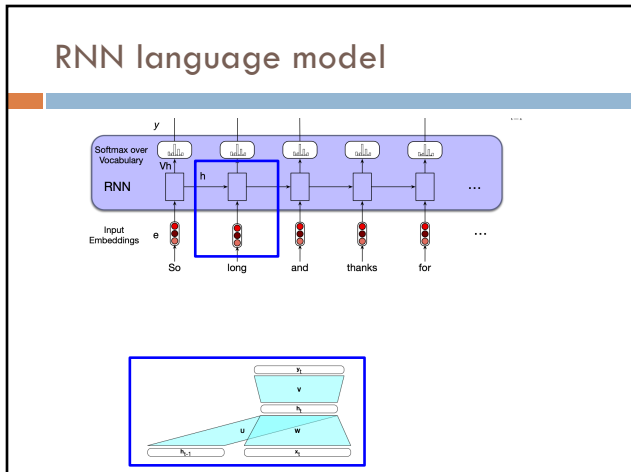 RNN language model
y
Softmax over
Vocabulary
Vh
h
RNN
...
Input
Embeddings
e
...
So long and thanks for
y_t
V
h_t
U
W
h_t-1
x_t